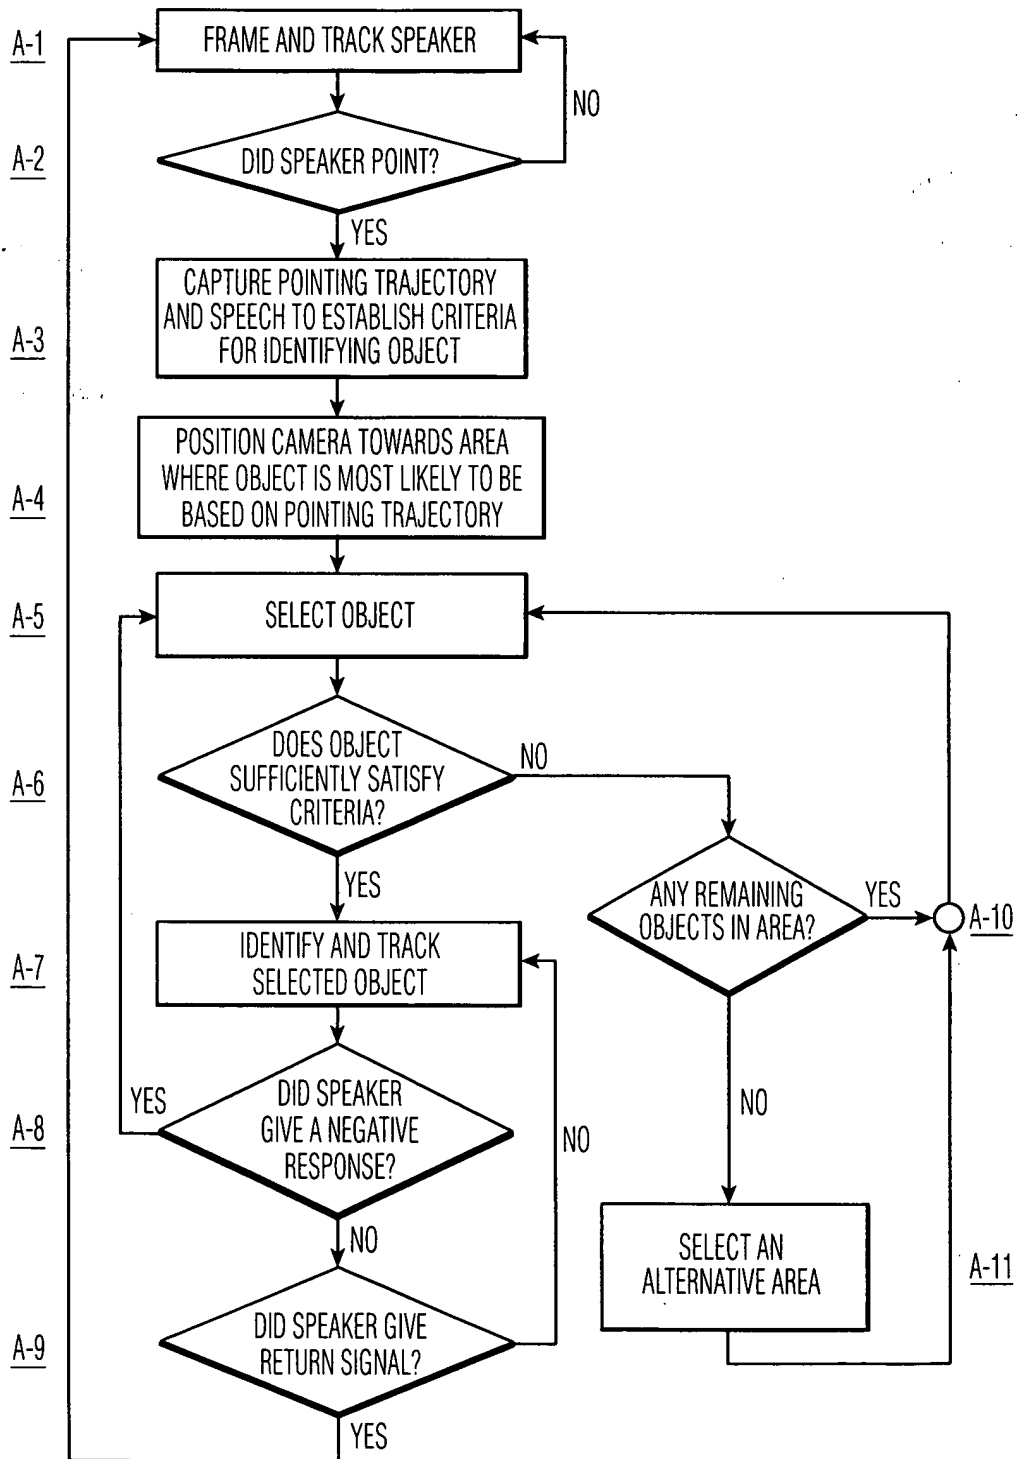 A-1
FRAME AND TRACK SPEAKER
NO
A-2
DID SPEAKER POINT?
YES
A-3
CAPTURE POINTING TRAJECTORY
AND SPEECH TO ESTABLISH CRITERIA
FOR IDENTIFYING OBJECT
A-4
POSITION CAMERA TOWARDS AREA
WHERE OBJECT IS MOST LIKELY TO BE
BASED ON POINTING TRAJECTORY
A-5
SELECT OBJECT
A-6
DOES OBJECT
SUFFICIENTLY SATISFY
CRITERIA?
NO
YES
ANY REMAINING
OBJECTS IN AREA?
YES
A-10
A-7
IDENTIFY AND TRACK
SELECTED OBJECT
YES
A-8
DID SPEAKER
GIVE A NEGATIVE
RESPONSE?
NO
NO
NO
SELECT AN
ALTERNATIVE AREA
A-11
A-9
DID SPEAKER GIVE
RETURN SIGNAL?
YES